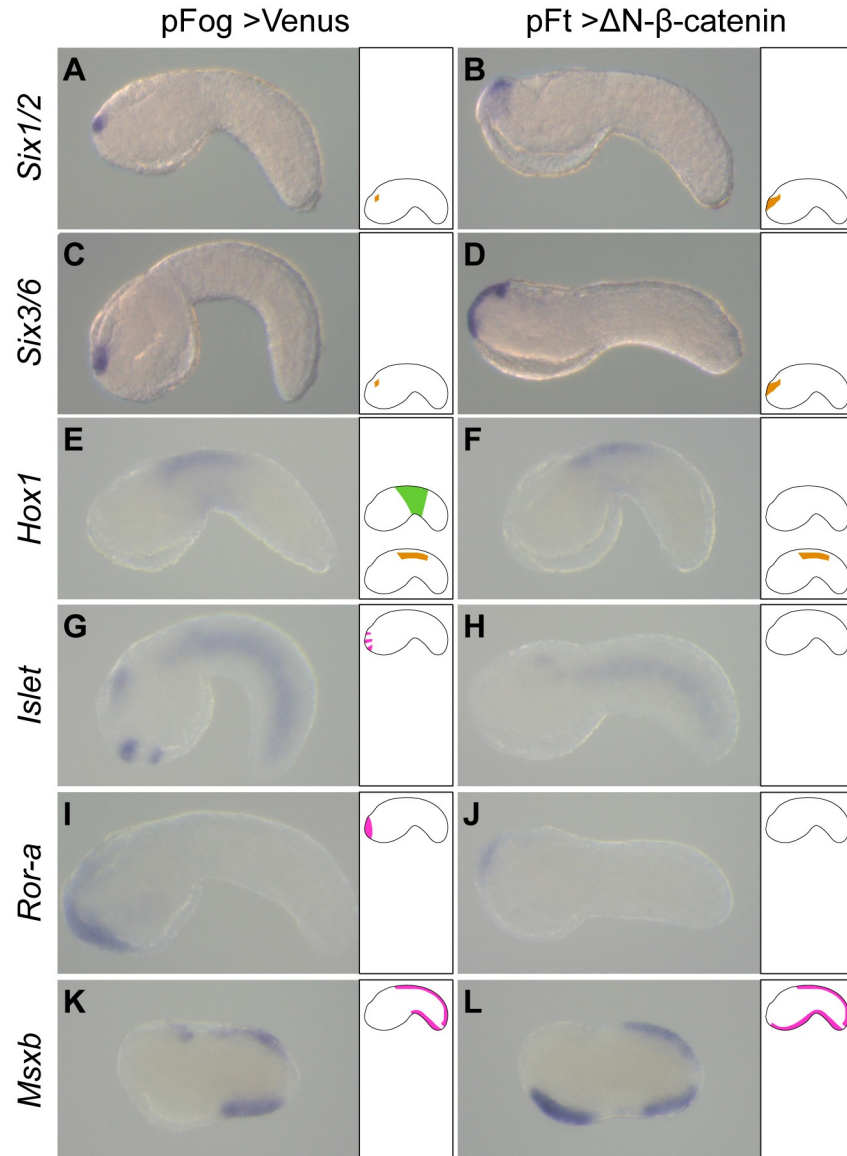 pFog >Venus
pFt >ΔN-β-catenin
A
B
Six1/2
C
D
Six3/6
E
F
Hox1
G
H
Islet
I
J
Ror-a
K
L
Msxb